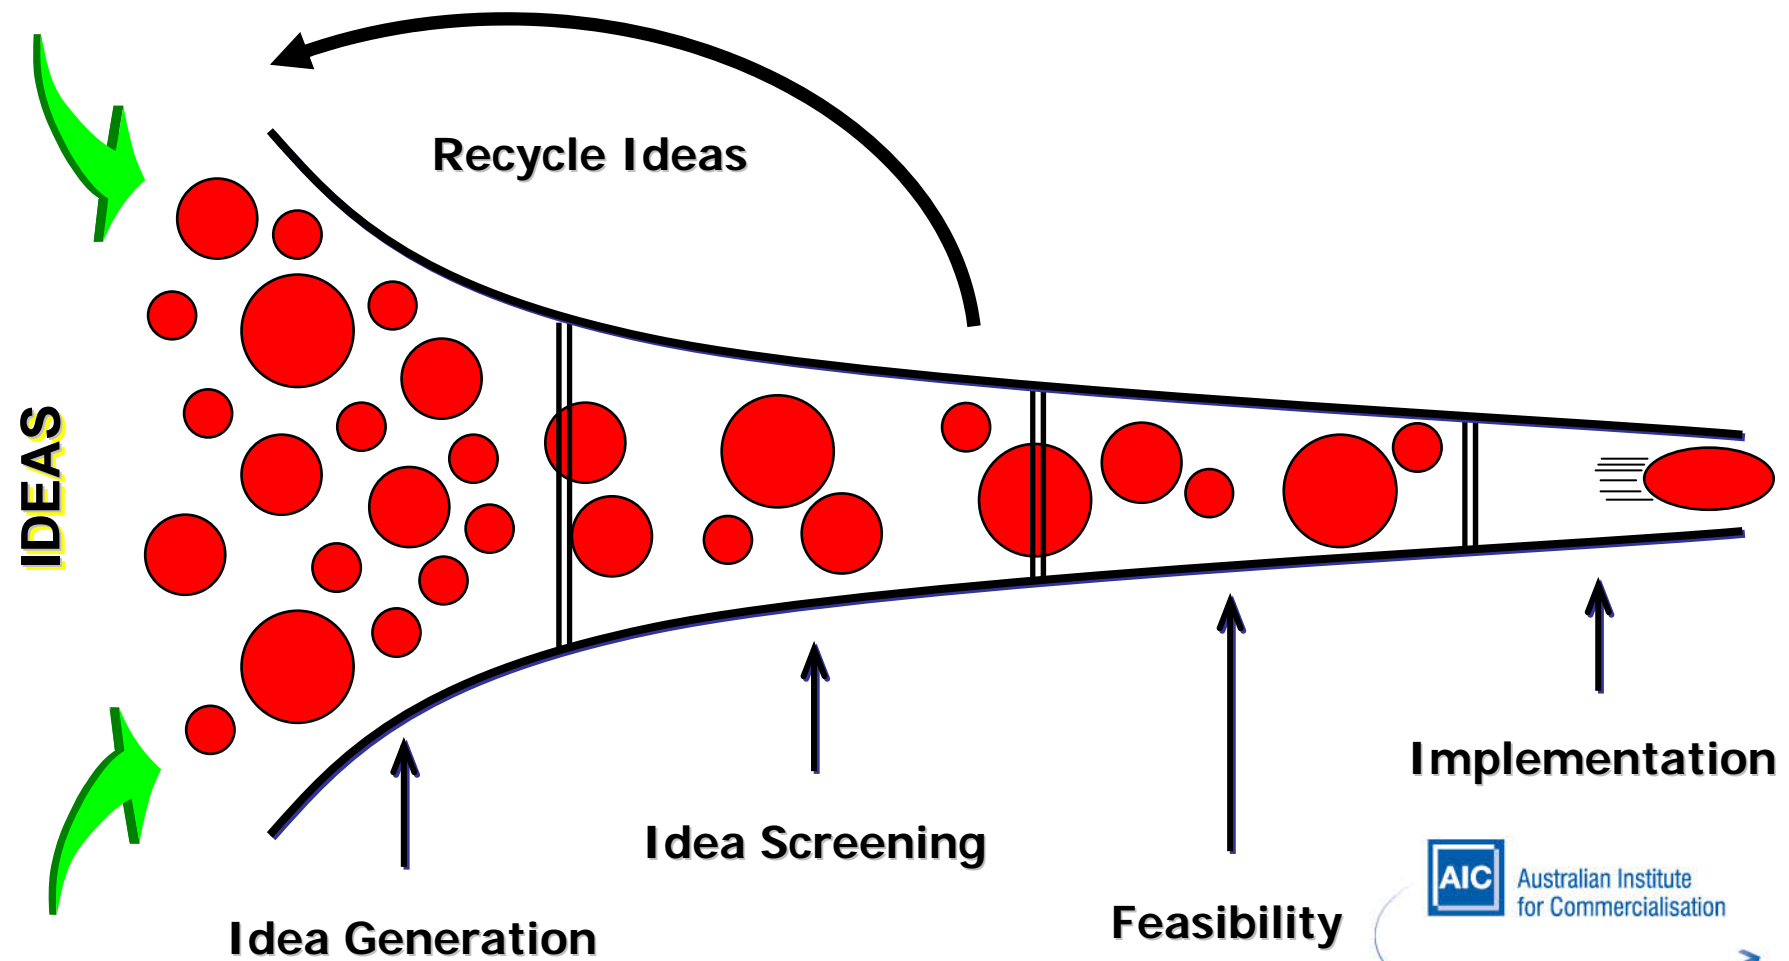 Recycle Ideas
IDEAS
Implementation
Idea Screening
Feasibility
Idea Generation
AIC
Australian Institute
for Commercialisation